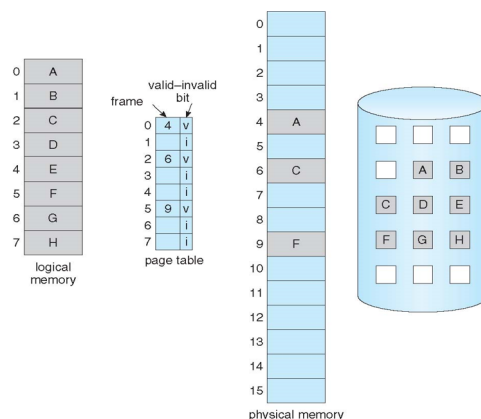 0 A
1 B
2 C
3 D
4 E
5 F
6 G
7 H
logical memory
frame
valid–invalid bit
0 4 v
1 i
2 6 v
3 i
4 i
5 9 v
6 i
7 i
page table
0
1
2
3
4 A
5
6 C
7
8
9 F
10
11
12
13
14
15
physical memory
A B
C D E
F G H